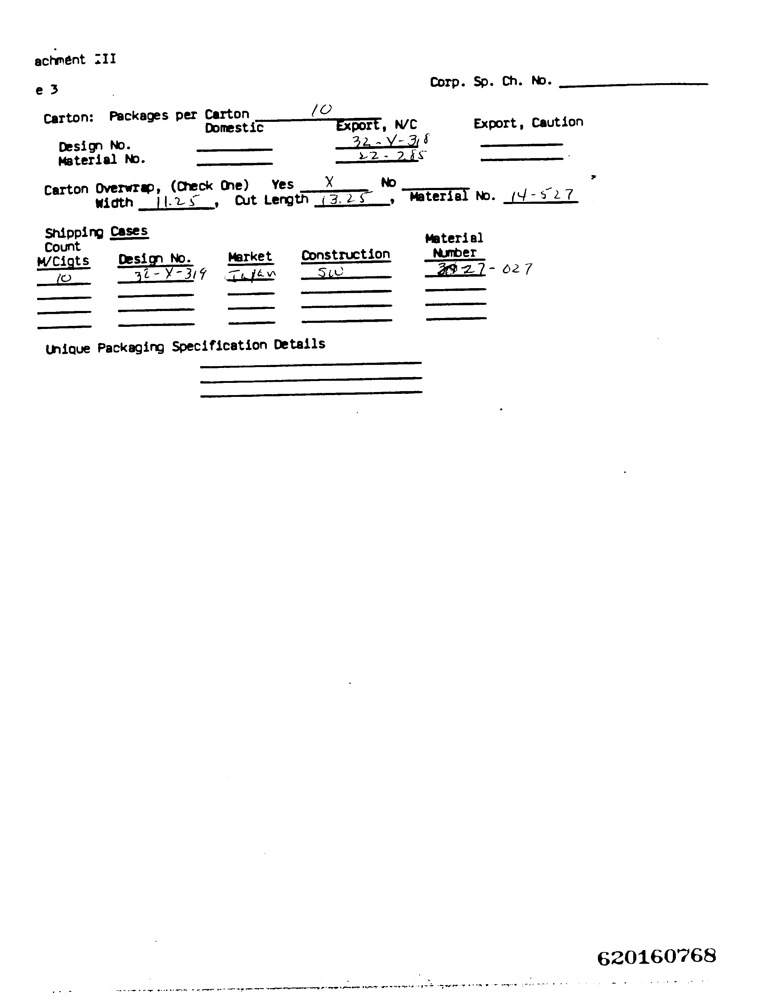 achment III
Corp. Sp. Ch. No.
e 3
Carton: Packages per Carton 10
Domestic Export, N/C Export, Caution
Design No. 32-Y-318
Material No. 22-285
Carton Overwrap, (Check One) Yes X No
Width 11.25, Cut Length 13.25, Material No. 14-527
Shipping Cases
Count Material
M/Cigts Design No. Market Construction Number
10 32-Y-319 Japan SW 27-027
Unique Packaging Specification Details
620160768